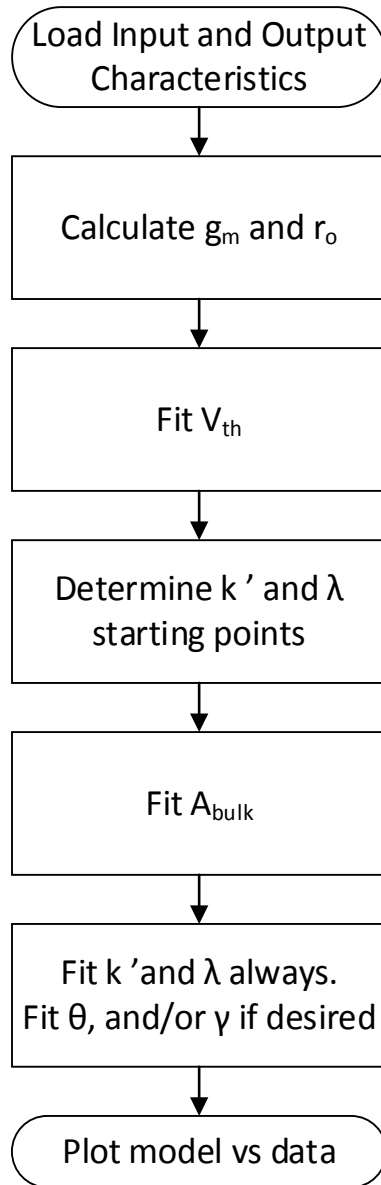 Load Input and Output
Characteristics
Calculate gm and ro
Fit Vth
Determine k ' and λ
starting points
Fit Abulk
Fit k 'and λ always.
Fit θ, and/or γ if desired
Plot model vs data